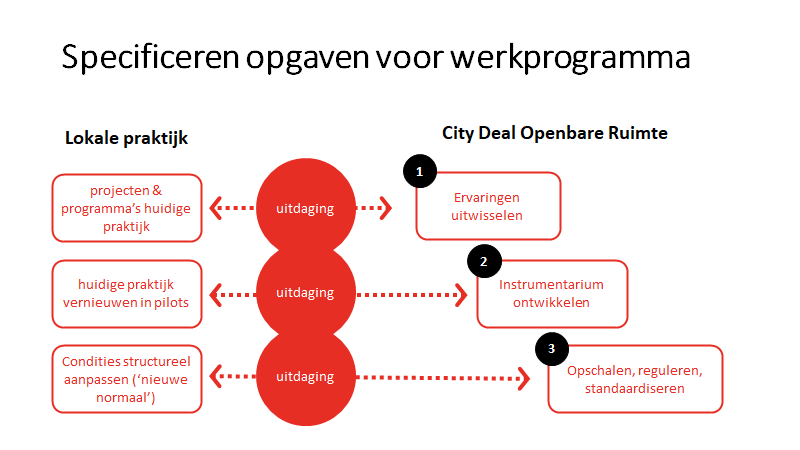 Specificeren opgaven voor werkprogramma
Lokale praktijk
City Deal Openbare Ruimte
projecten &
programma's huidige
praktijk
uitdaging
1
Ervaringen
uitwisselen
huidige praktijk
vernieuwen in pilots
uitdaging
2
Instrumentarium
ontwikkelen
Condities structureel
aanpassen ('nieuwe
normaal')
uitdaging
3
Opschalen, reguleren,
standaardiseren